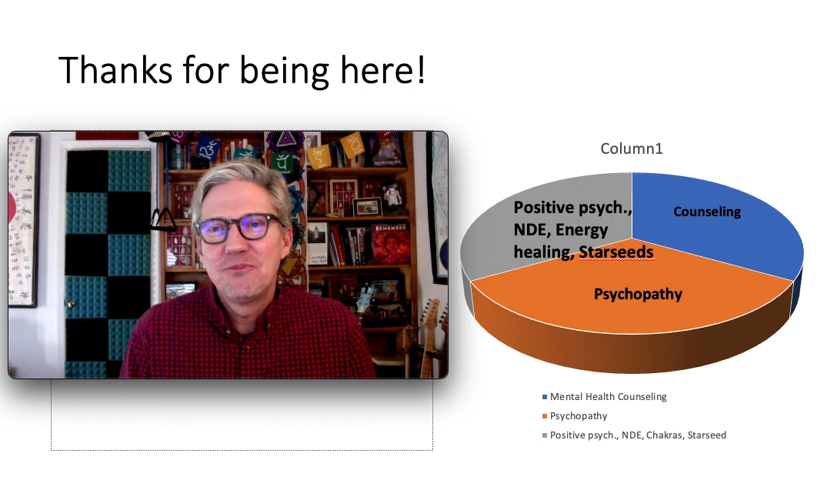 Thanks for being here!
REMEMBER
Column1
Positive psych.,
NDE, Energy
healing, Starseeds
Counseling
Psychopathy
Mental Health Counseling
Psychopathy
Positive psych., NDE, Chakras, Starseed